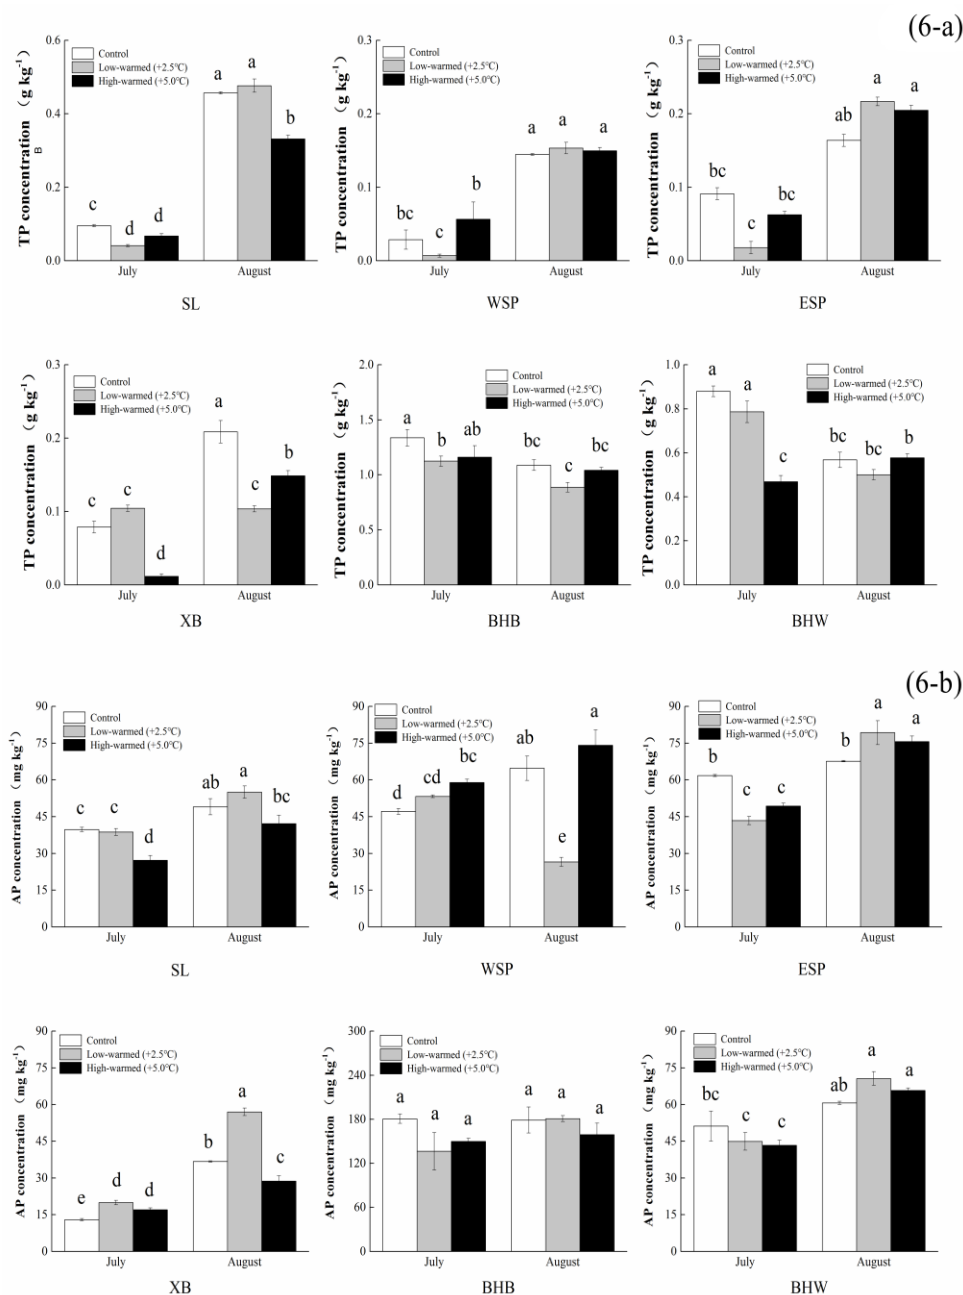 (6-a)
Control
Low-warmed (+2.5℃)
High-warmed (+5.0℃)
TP concentration （g kg-1）
B
0.6
0.4
0.2
0.0
c
d
d
a
a
b
July
August
SL
Control
Low-warmed (+2.5℃)
High-warmed (+5.0℃)
TP concentration （g kg-1）
0.3
0.2
0.1
0.0
bc
c
b
a
a
a
July
August
WSP
Control
Low-warmed (+2.5℃)
High-warmed (+5.0℃)
TP concentration （g kg-1）
0.3
0.2
0.1
0.0
bc
c
bc
ab
a
a
July
August
ESP
Control
Low-warmed (+2.5℃)
High-warmed (+5.0℃)
TP concentration （g kg-1）
0.3
0.2
0.1
0.0
c
c
d
a
c
b
July
August
XB
Control
Low-warmed (+2.5℃)
High-warmed (+5.0℃)
TP concentration （g kg-1）
2.0
1.5
1.0
0.5
0.0
a
b
ab
bc
c
bc
July
August
BHB
Control
Low-warmed (+2.5℃)
High-warmed (+5.0℃)
TP concentration （g kg-1）
1.0
0.8
0.6
0.4
0.2
0.0
a
a
c
bc
bc
b
July
August
BHW
(6-b)
Control
Low-warmed (+2.5℃)
High-warmed (+5.0℃)
AP concentration （mg kg-1）
90
75
60
45
30
15
0
c
c
d
ab
a
bc
July
August
SL
Control
Low-warmed (+2.5℃)
High-warmed (+5.0℃)
AP concentration （mg kg-1）
90
75
60
45
30
15
0
d
cd
bc
ab
e
a
July
August
WSP
Control
Low-warmed (+2.5℃)
High-warmed (+5.0℃)
AP concentration （mg kg-1）
90
75
60
45
30
15
0
b
c
c
b
a
a
July
August
ESP
Control
Low-warmed (+2.5℃)
High-warmed (+5.0℃)
AP concentration （mg kg-1）
90
75
60
45
30
15
0
e
d
d
b
a
c
July
August
XB
Control
Low-warmed (+2.5℃)
High-warmed (+5.0℃)
AP concentration （mg kg-1）
300
240
180
120
60
0
a
a
a
a
a
a
July
August
BHB
Control
Low-warmed (+2.5℃)
High-warmed (+5.0℃)
AP concentration （mg kg-1）
90
75
60
45
30
15
0
bc
c
c
ab
a
a
July
August
BHW